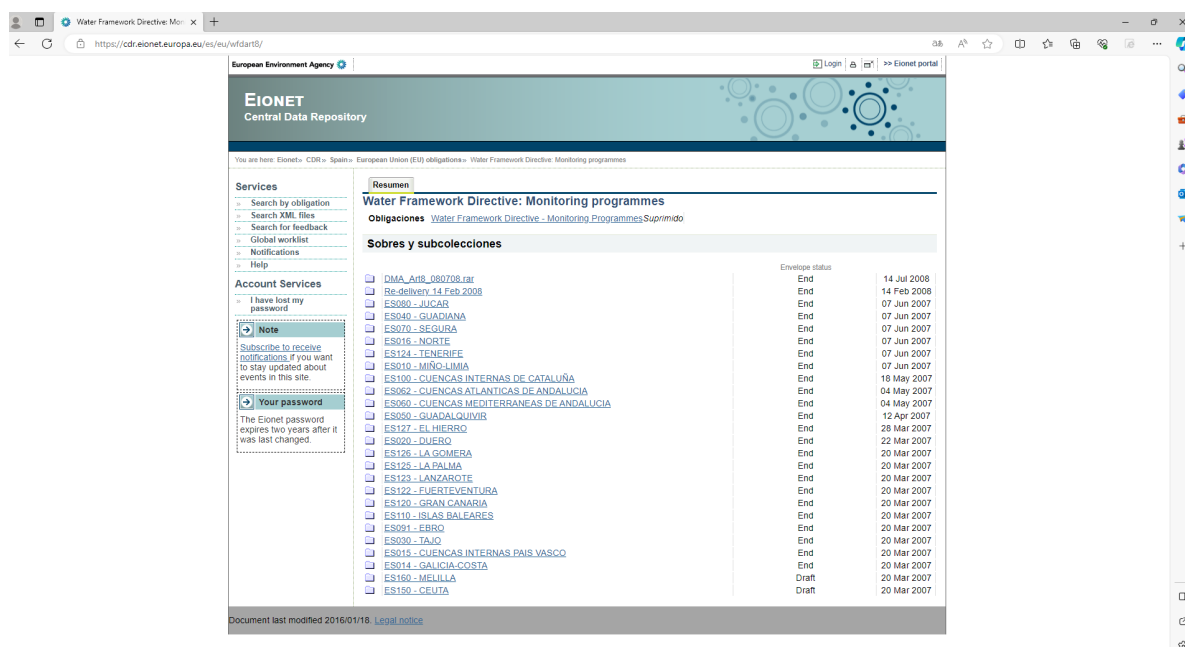 Water Framework Directive: Mon
https://cdr.eionet.europa.eu/es/eu/wfdart8/
European Environment Agency
Login
>> Eionet portal
EIONET
Central Data Repository
You are here: Eionet» CDR» Spain» European Union (EU) obligations» Water Framework Directive: Monitoring programmes
Services
» Search by obligation
» Search XML files
» Search for feedback
» Global worklist
» Notifications
» Help
Account Services
» I have lost my
password
Note
Subscribe to receive
notifications if you want
to stay updated about
events in this site.
Your password
The Eionet password
expires two years after it
was last changed.
Resumen
Water Framework Directive: Monitoring programmes
Obligaciones Water Framework Directive - Monitoring ProgrammesSuprimido
Sobres y subcolecciones
Envelope status
DMA_Art8_080708.rar End 14 Jul 2008
Re-delivery 14 Feb 2008 End 14 Feb 2008
ES080 - JUCAR End 07 Jun 2007
ES040 - GUADIANA End 07 Jun 2007
ES070 - SEGURA End 07 Jun 2007
ES016 - NORTE End 07 Jun 2007
ES124 - TENERIFE End 07 Jun 2007
ES010 - MIÑO-LIMIA End 07 Jun 2007
ES100 - CUENCAS INTERNAS DE CATALUÑA End 18 May 2007
ES062 - CUENCAS ATLANTICAS DE ANDALUCIA End 04 May 2007
ES060 - CUENCAS MEDITERRANEAS DE ANDALUCIA End 04 May 2007
ES050 - GUADALQUIVIR End 12 Apr 2007
ES127 - EL HIERRO End 28 Mar 2007
ES020 - DUERO End 22 Mar 2007
ES126 - LA GOMERA End 20 Mar 2007
ES125 - LA PALMA End 20 Mar 2007
ES123 - LANZAROTE End 20 Mar 2007
ES122 - FUERTEVENTURA End 20 Mar 2007
ES120 - GRAN CANARIA End 20 Mar 2007
ES110 - ISLAS BALEARES End 20 Mar 2007
ES091 - EBRO End 20 Mar 2007
ES030 - TAJO End 20 Mar 2007
ES015 - CUENCAS INTERNAS PAIS VASCO End 20 Mar 2007
ES014 - GALICIA-COSTA End 20 Mar 2007
ES160 - MELILLA Draft 20 Mar 2007
ES150 - CEUTA Draft 20 Mar 2007
Document last modified 2016/01/18. Legal notice